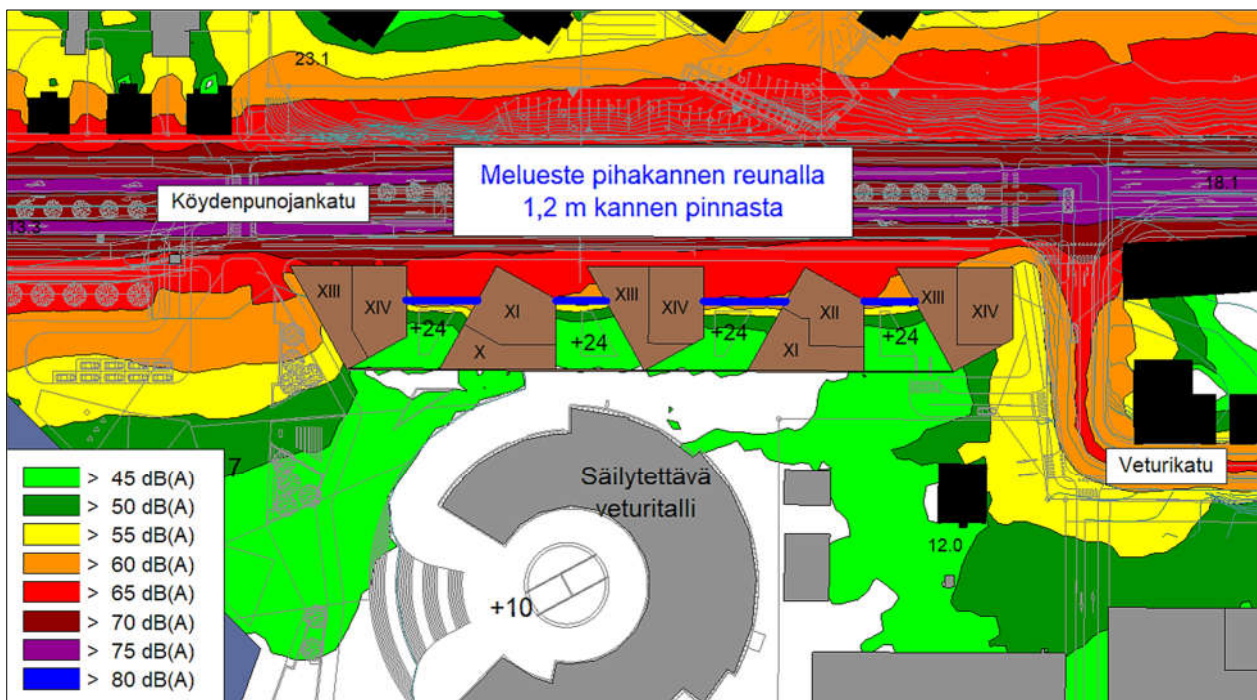 23.1
Melueste pihakannen reunalla
1,2 m kannen pinnasta
Köydenpunojankatu
18.1
13.3
XIII
XIV
XI
X
XIII
XIV
XII
XI
XIII
XIV
+24
+24
+24
+24
7
Säilytettävä
veturitalli
Veturikatu
12.0
+10
> 45 dB(A)
> 50 dB(A)
> 55 dB(A)
> 60 dB(A)
> 65 dB(A)
> 70 dB(A)
> 75 dB(A)
> 80 dB(A)